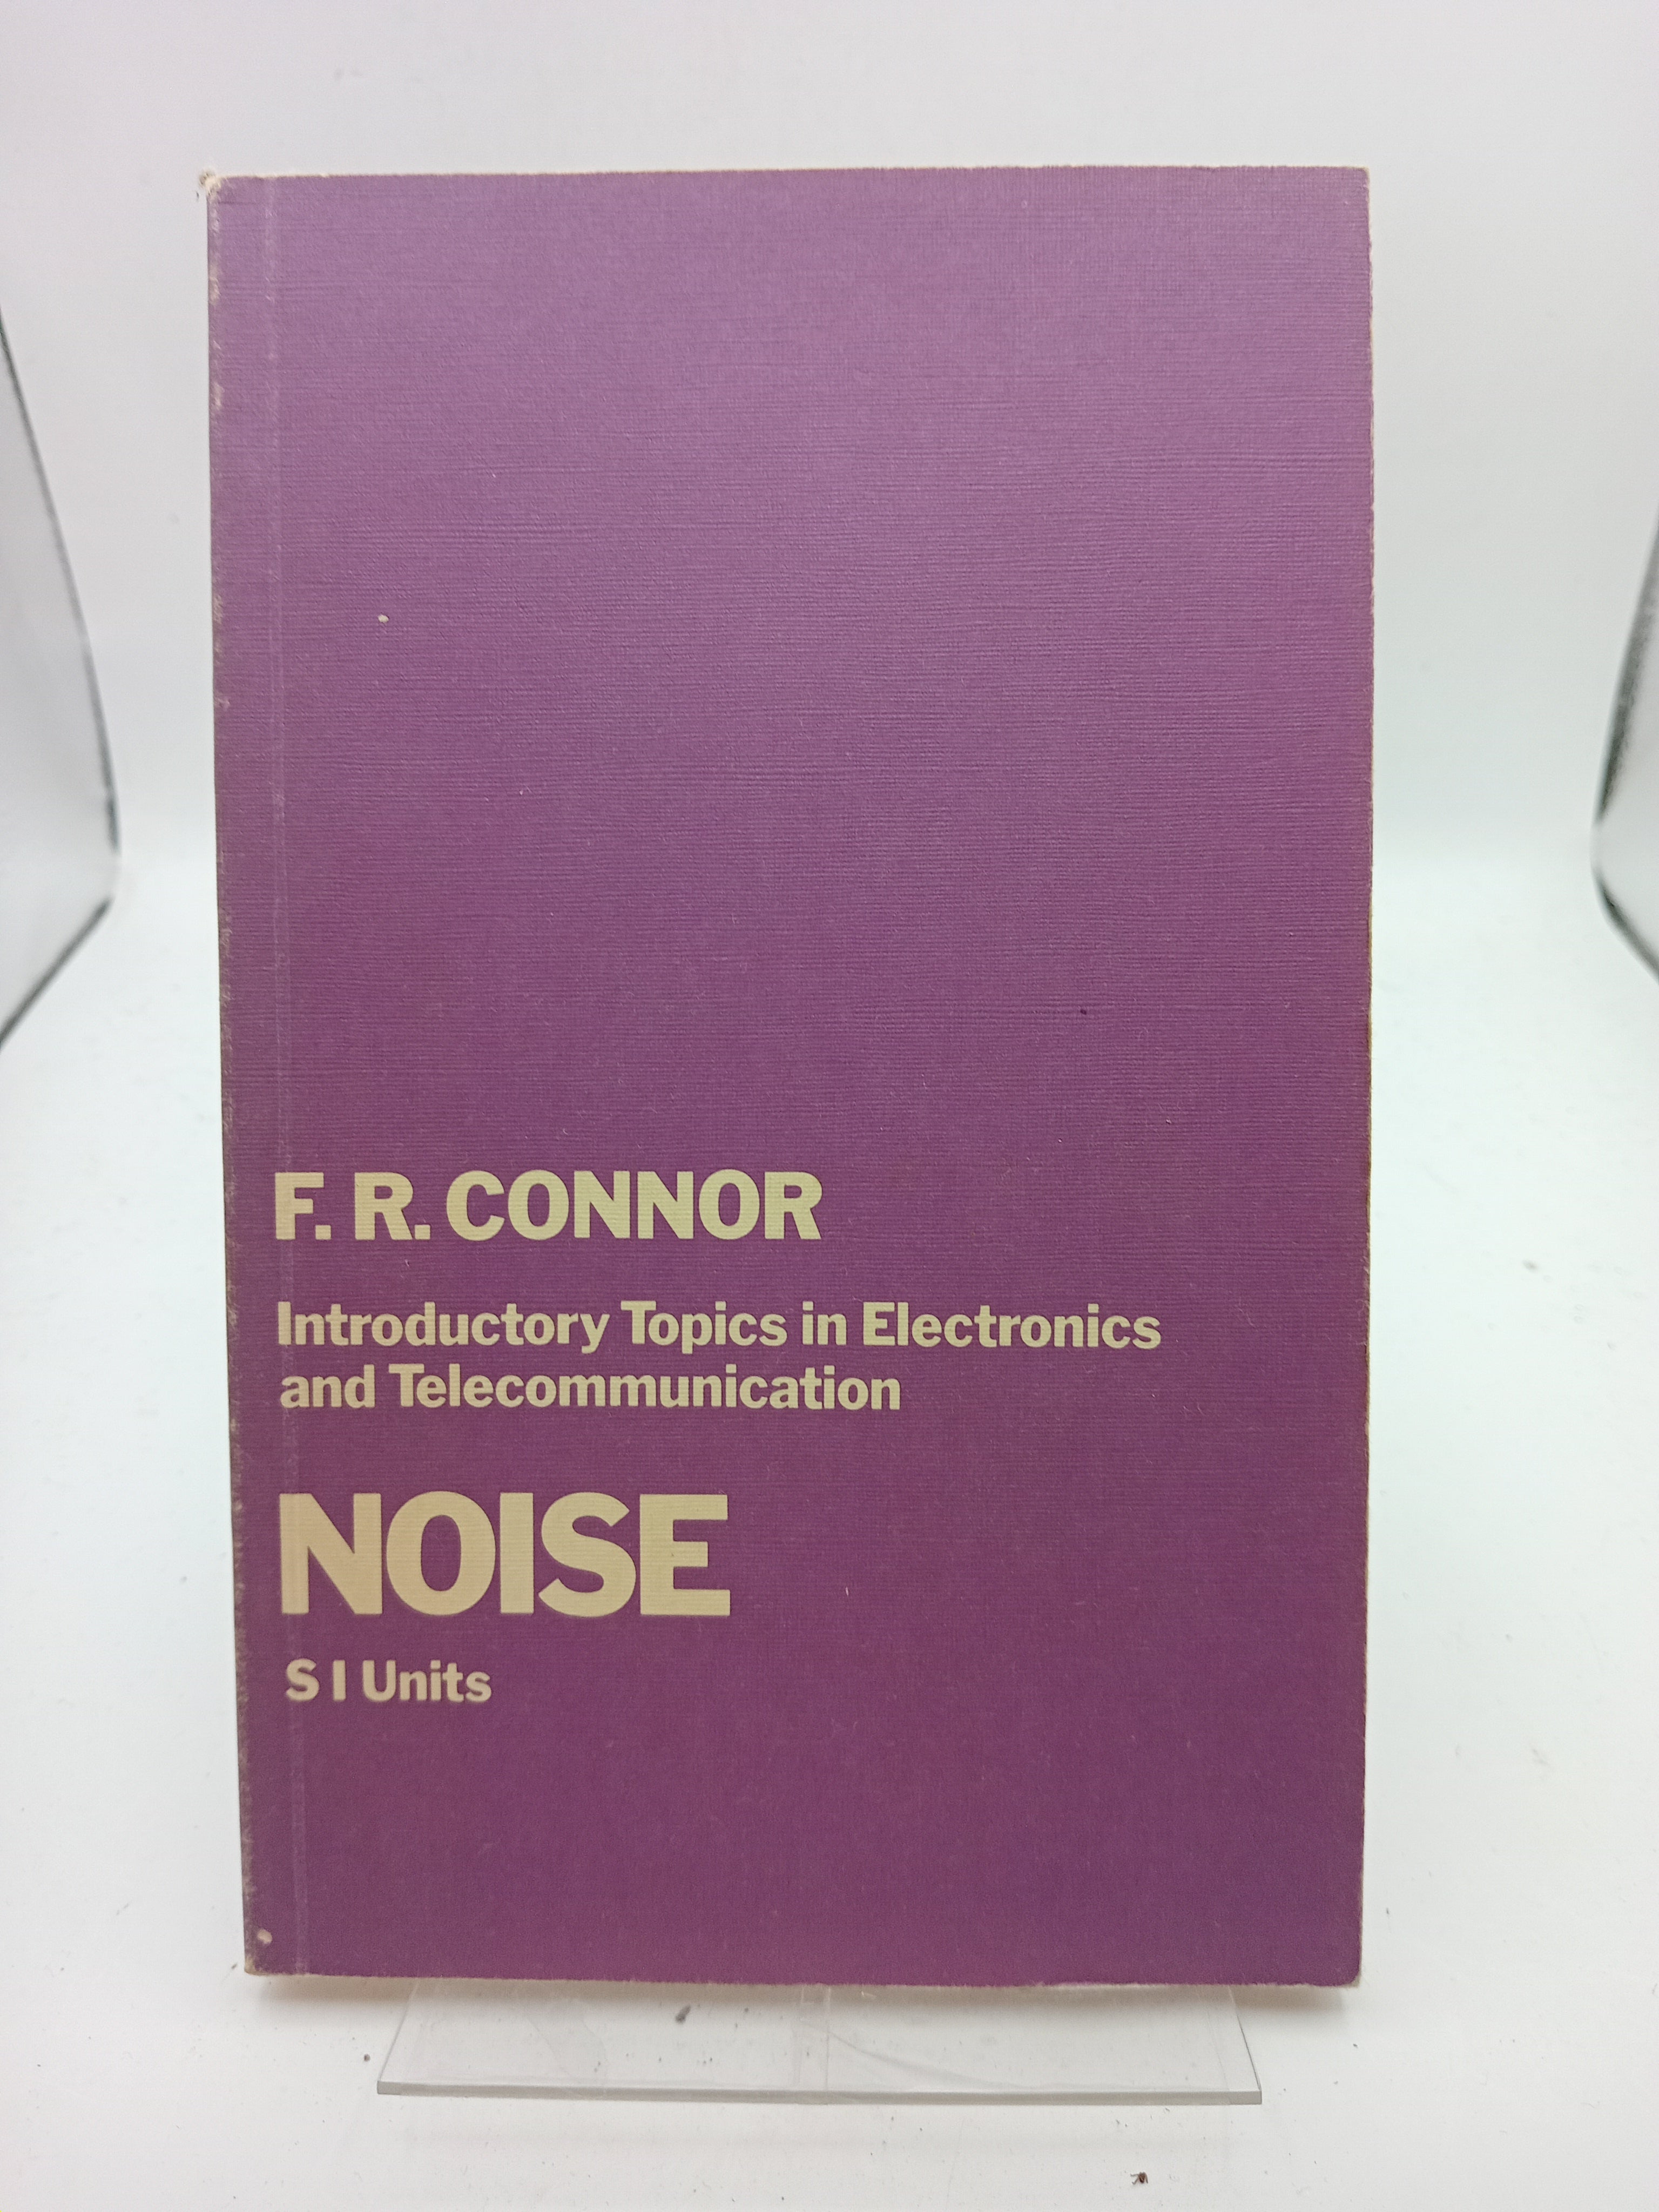 F. R. CONNOR
Introductory Topics in Electronics
and Telecommunication
NOISE
S I Units